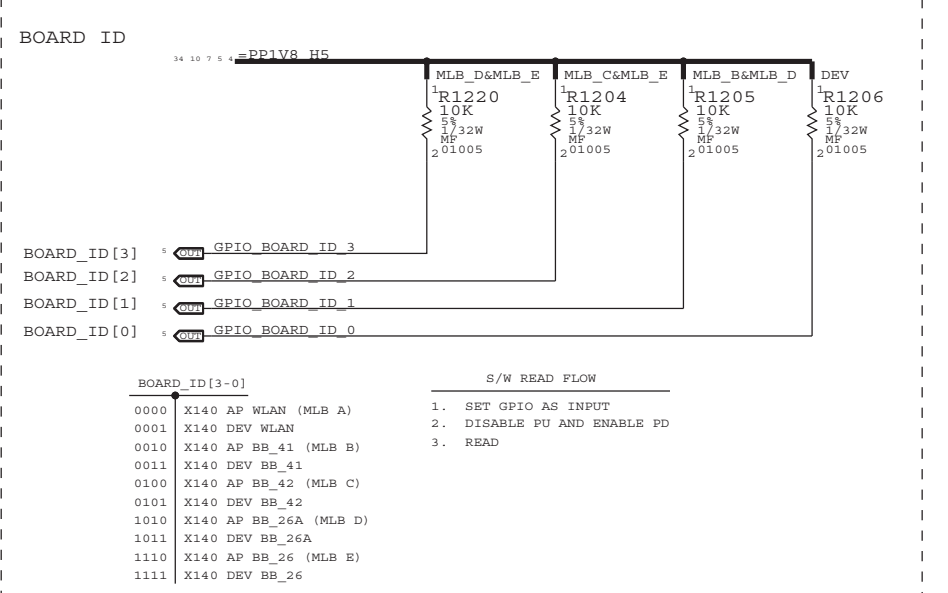 BOARD ID
34 10 7 5 4 =PP1V8_H5
MLB_D&MLB_E
1
R1220
10K
5%
1/32W
MF
2 01005
MLB_C&MLB_E
1
R1204
10K
5%
1/32W
MF
2 01005
MLB_B&MLB_D
1
R1205
10K
5%
1/32W
MF
2 01005
DEV
1
R1206
10K
5%
1/32W
MF
2 01005
BOARD_ID[3] 5 OUT GPIO_BOARD_ID_3
BOARD_ID[2] 5 OUT GPIO_BOARD_ID_2
BOARD_ID[1] 5 OUT GPIO_BOARD_ID_1
BOARD_ID[0] 5 OUT GPIO_BOARD_ID_0
BOARD_ID[3-0]
0000 X140 AP WLAN (MLB A)
0001 X140 DEV WLAN
0010 X140 AP BB_41 (MLB B)
0011 X140 DEV BB_41
0100 X140 AP BB_42 (MLB C)
0101 X140 DEV BB_42
1010 X140 AP BB_26A (MLB D)
1011 X140 DEV BB_26A
1110 X140 AP BB_26 (MLB E)
1111 X140 DEV BB_26
S/W READ FLOW
1. SET GPIO AS INPUT
2. DISABLE PU AND ENABLE PD
3. READ